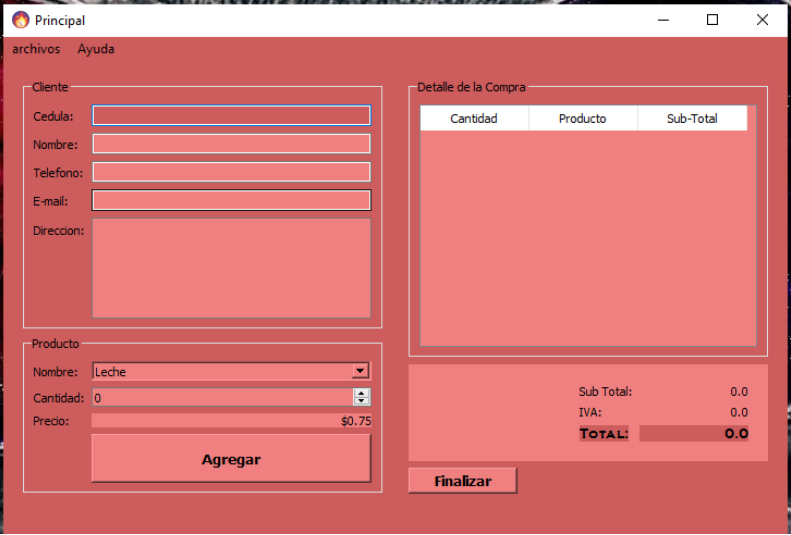 Principal
archivos Ayuda
Cliente
Cedula:
Nombre:
Telefono:
E-mail:
Direccion:
Producto
Nombre: Leche
Cantidad: 0
Precio: $0.75
Agregar
Detalle de la Compra
Cantidad Producto Sub-Total
Sub Total: 0.0
IVA: 0.0
Total: 0.0
Finalizar